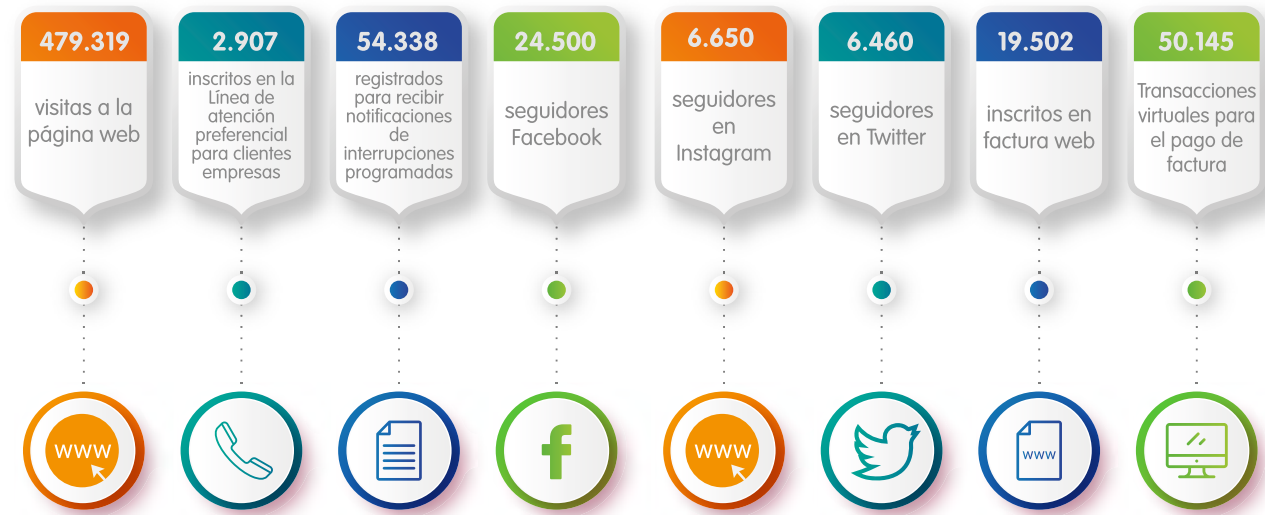 479.319
visitas a la
página web
2.907
inscritos en la
Línea de
atención
preferencial
para clientes
empresas
54.338
registrados
para recibir
notificaciones
de
interrupciones
programadas
24.500
seguidores
Facebook
6.650
seguidores
en
Instagram
6.460
seguidores
en Twitter
19.502
inscritos en
factura web
50.145
Transacciones
virtuales para
el pago de
factura
www
f
www
www